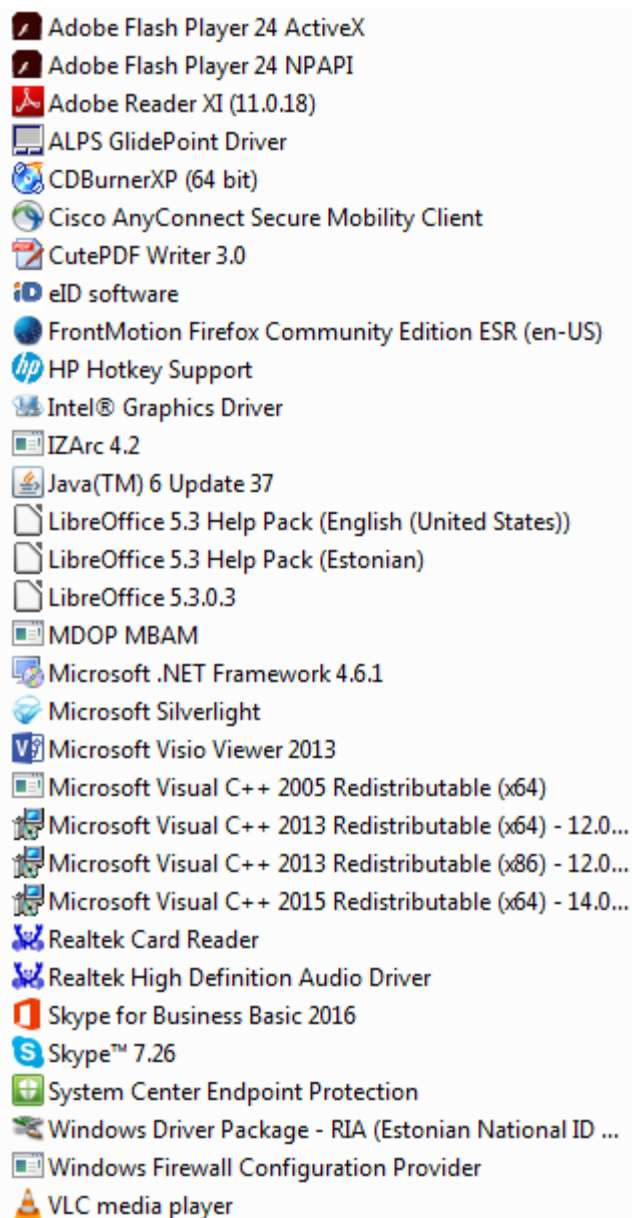 Adobe Flash Player 24 ActiveX
Adobe Flash Player 24 NPAPI
Adobe Reader XI (11.0.18)
ALPS GlidePoint Driver
CDBurnerXP (64 bit)
Cisco AnyConnect Secure Mobility Client
CutePDF Writer 3.0
eID software
FrontMotion Firefox Community Edition ESR (en-US)
HP Hotkey Support
Intel® Graphics Driver
IZArc 4.2
Java(TM) 6 Update 37
LibreOffice 5.3 Help Pack (English (United States))
LibreOffice 5.3 Help Pack (Estonian)
LibreOffice 5.3.0.3
MDOP MBAM
Microsoft .NET Framework 4.6.1
Microsoft Silverlight
Microsoft Visio Viewer 2013
Microsoft Visual C++ 2005 Redistributable (x64)
Microsoft Visual C++ 2013 Redistributable (x64) - 12.0...
Microsoft Visual C++ 2013 Redistributable (x86) - 12.0...
Microsoft Visual C++ 2015 Redistributable (x64) - 14.0...
Realtek Card Reader
Realtek High Definition Audio Driver
Skype for Business Basic 2016
Skype™ 7.26
System Center Endpoint Protection
Windows Driver Package - RIA (Estonian National ID ...
Windows Firewall Configuration Provider
VLC media player